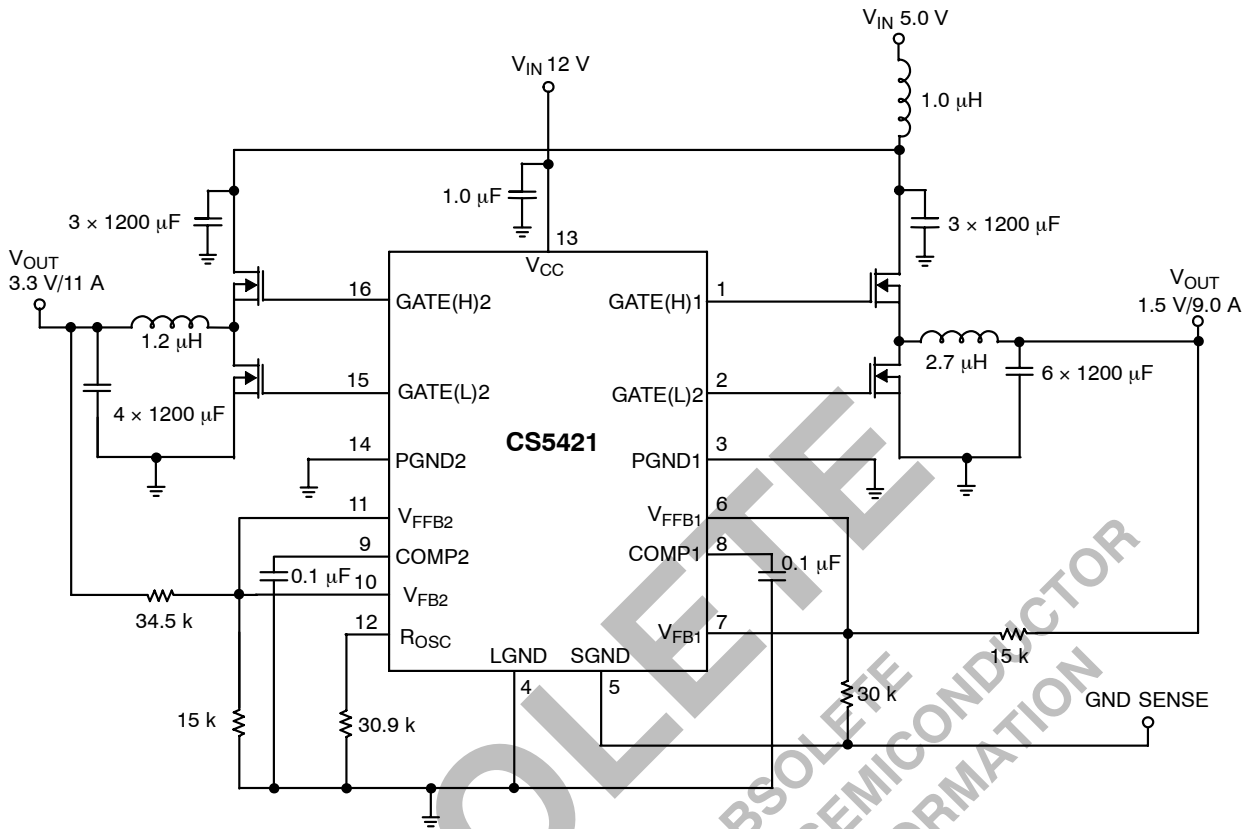 VIN 5.0 V
VIN 12 V
1.0 μH
1.0 μF
3 × 1200 μF
3 × 1200 μF
13
VCC
VOUT
3.3 V/11 A
VOUT
1.5 V/9.0 A
16
GATE(H)2
GATE(H)1
1
1.2 μH
2.7 μH
15
GATE(L)2
GATE(L)2
2
4 × 1200 μF
6 × 1200 μF
CS5421
14
PGND2
PGND1
3
11
VFFB2
VFFB1
6
9
COMP2
COMP1
8
0.1 μF
0.1 μF
10
VFB2
34.5 k
12
ROSC
VFB1
7
15 k
LGND
SGND
4
5
15 k
30.9 k
30 k
GND SENSE
OLETE
BSOLETE
SEMICONDUCTOR
ORMATION